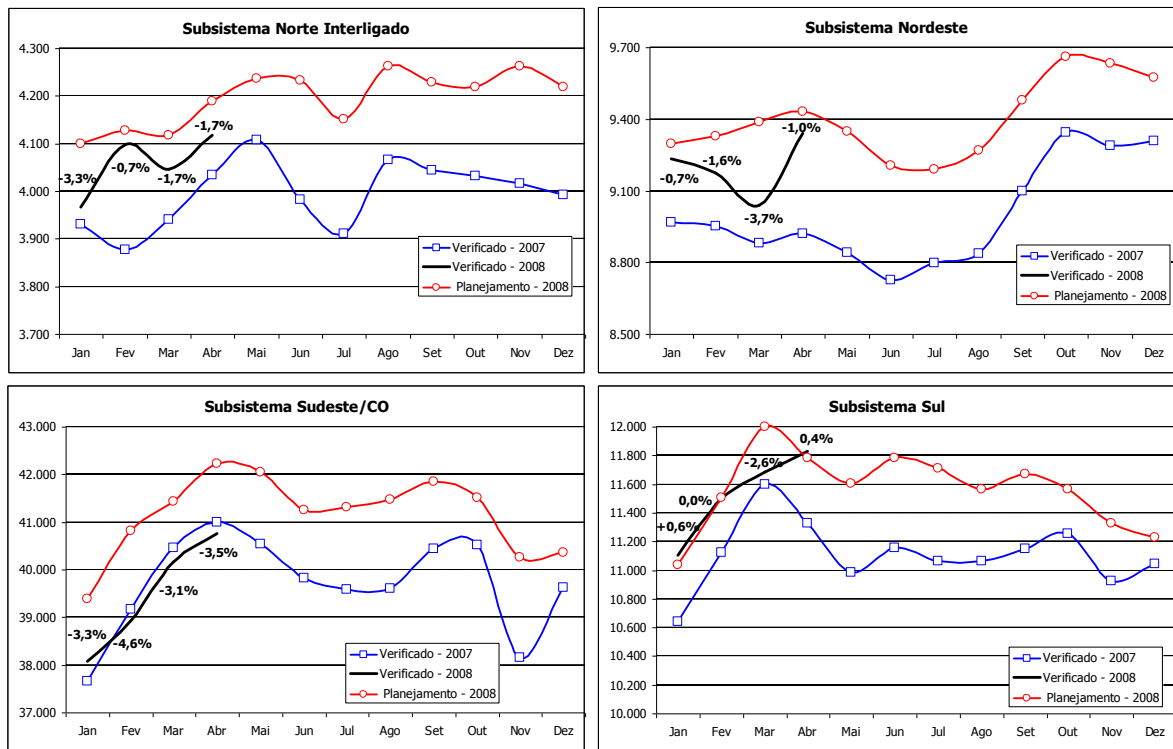 Subsistema Norte Interligado
4.300
4.200
4.100
4.000
3.900
3.800
3.700
-3,3%
-0,7%
-1,7%
-1,7%
Verificado - 2007
Verificado - 2008
Planejamento - 2008
Jan Fev Mar Abr Mai Jun Jul Ago Set Out Nov Dez
Subsistema Nordeste
9.700
9.400
9.100
8.800
8.500
-0,7%
-1,6%
-3,7%
-1,0%
Verificado - 2007
Verificado - 2008
Planejamento - 2008
Jan Fev Mar Abr Mai Jun Jul Ago Set Out Nov Dez
Subsistema Sudeste/CO
43.000
42.000
41.000
40.000
39.000
38.000
37.000
-3,3%
-4,6%
-3,1%
-3,5%
Verificado - 2007
Verificado - 2008
Planejamento - 2008
Jan Fev Mar Abr Mai Jun Jul Ago Set Out Nov Dez
Subsistema Sul
12.000
11.800
11.600
11.400
11.200
11.000
10.800
10.600
10.400
10.200
10.000
+0,6%
0,0%
-2,6%
0,4%
Verificado - 2007
Verificado - 2008
Planejamento - 2008
Jan Fev Mar Abr Mai Jun Jul Ago Set Out Nov Dez